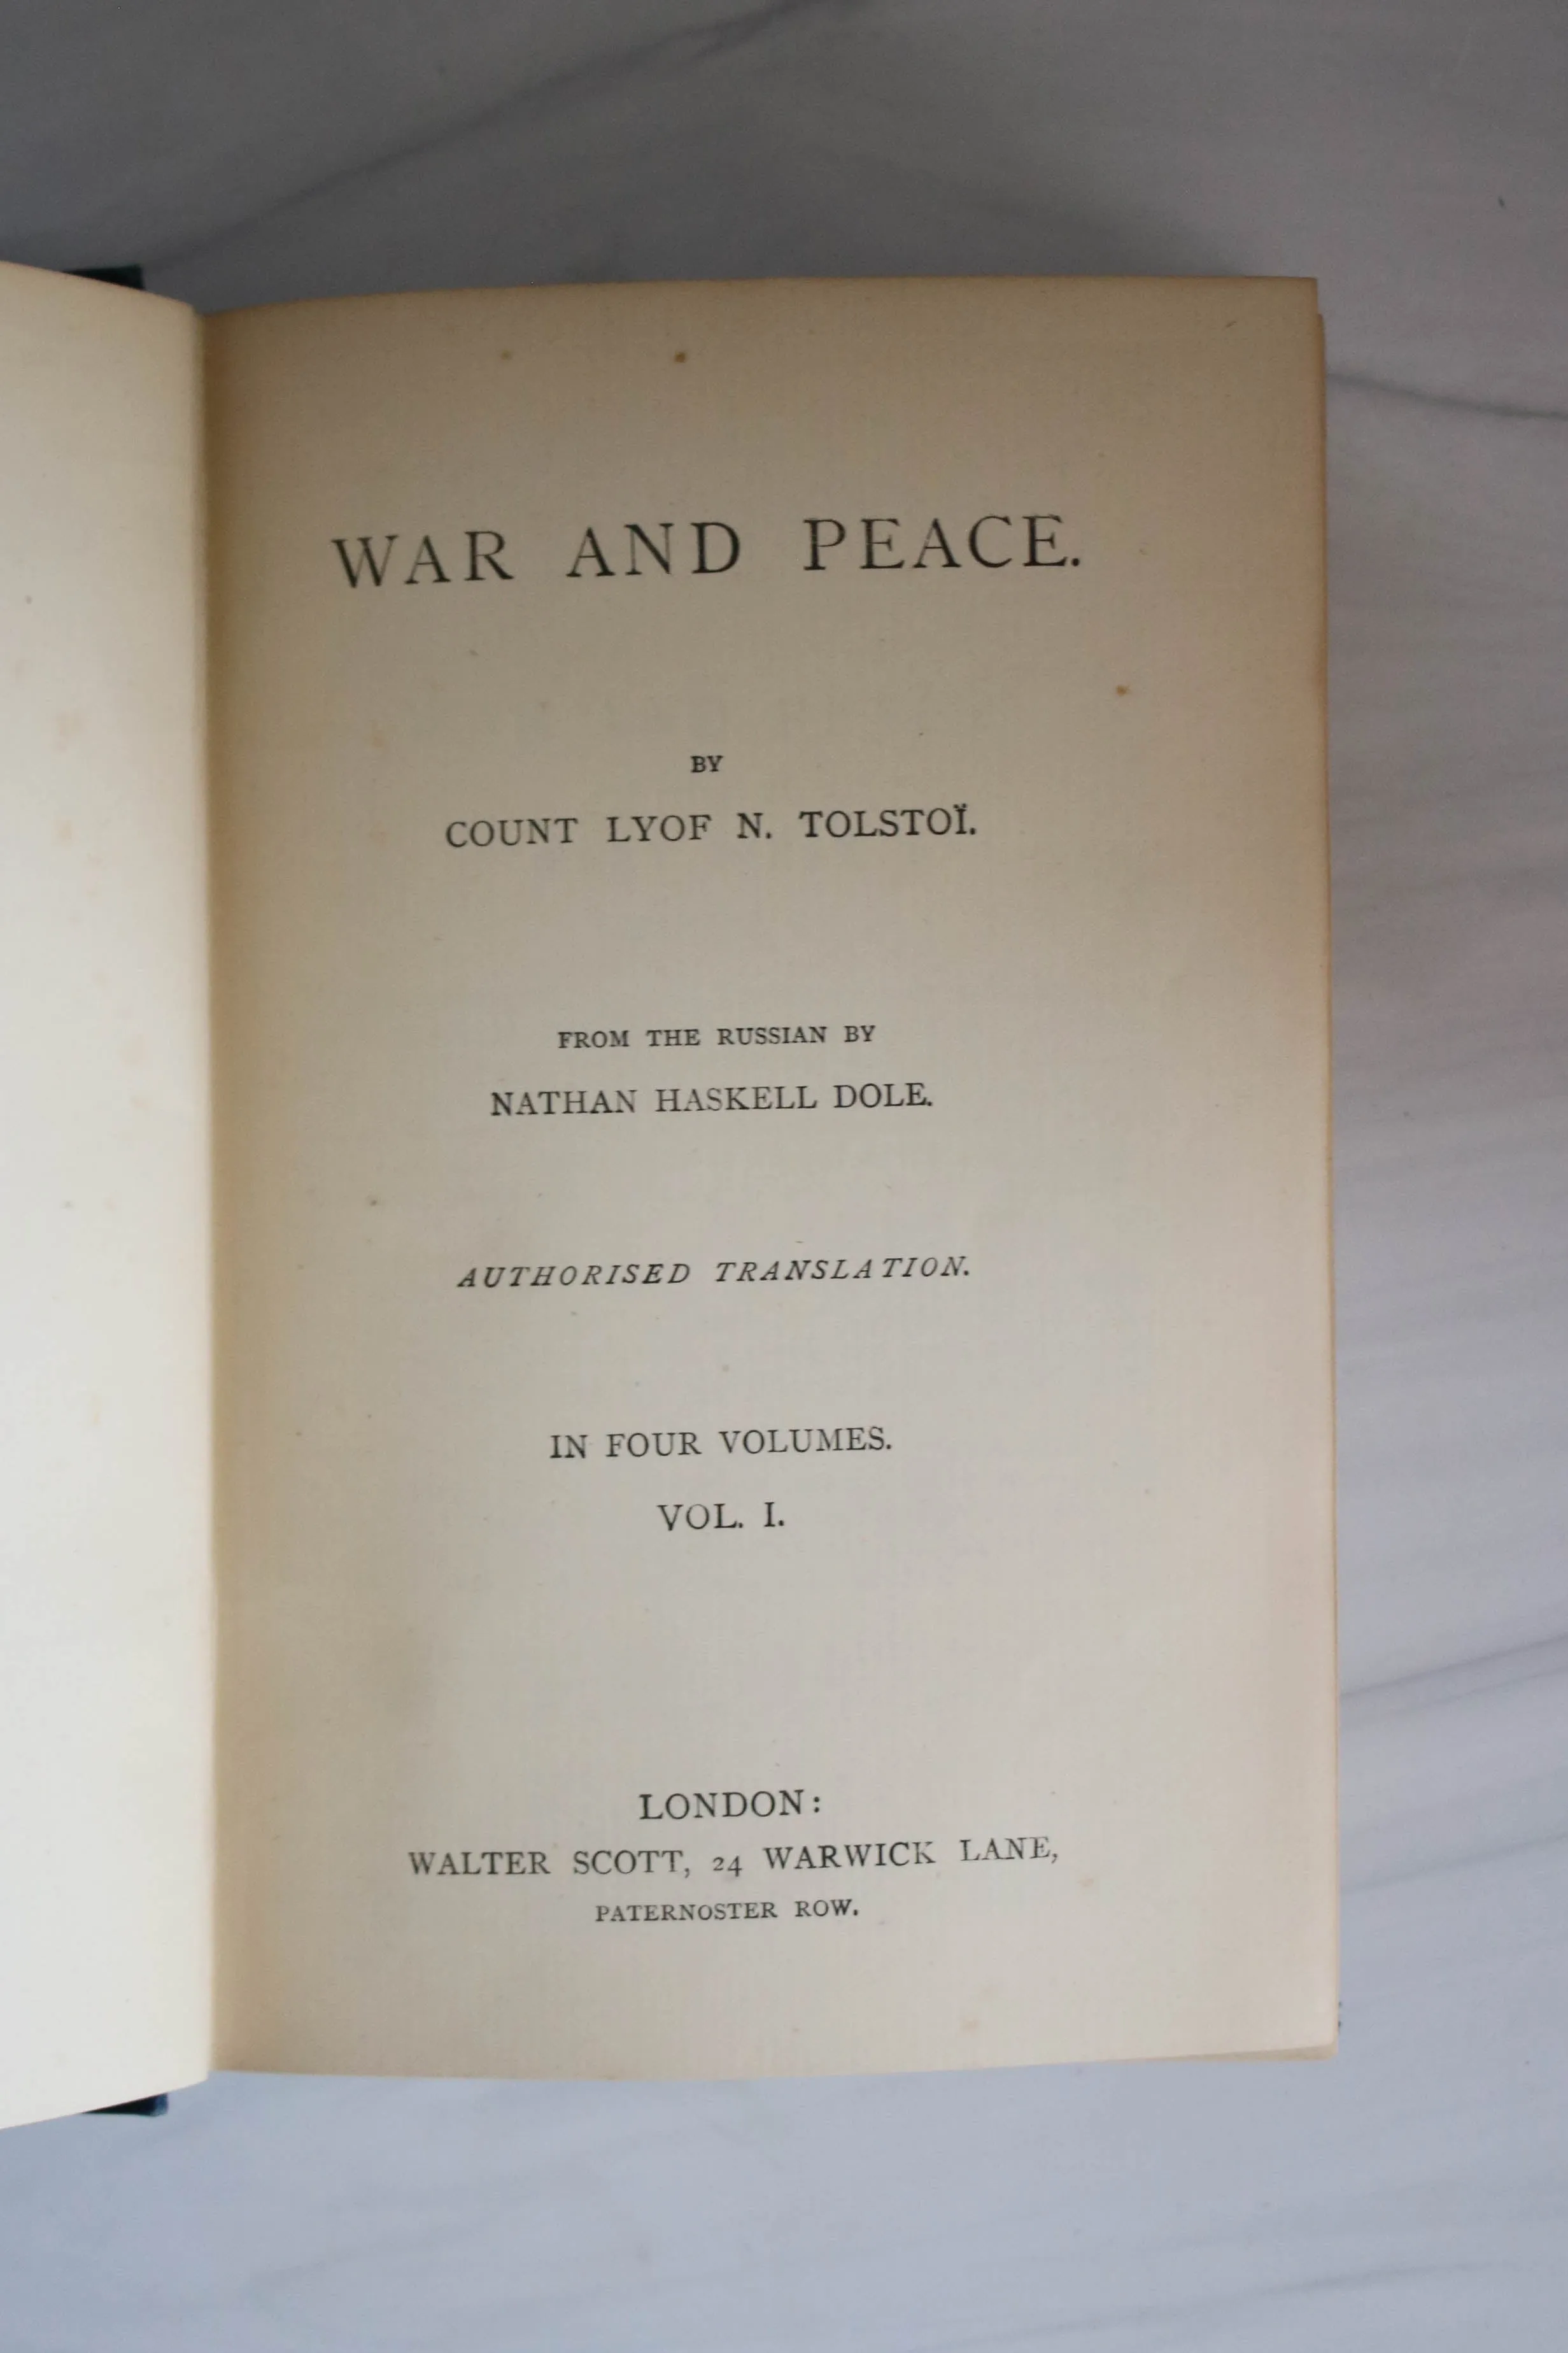 WAR AND PEACE.
BY
COUNT LYOF N. TOLSTOÏ.
FROM THE RUSSIAN BY
NATHAN HASKELL DOLE.
AUTHORISED TRANSLATION.
IN FOUR VOLUMES.
VOL. I.
LONDON:
WALTER SCOTT, 24 WARWICK LANE,
PATERNOSTER ROW.